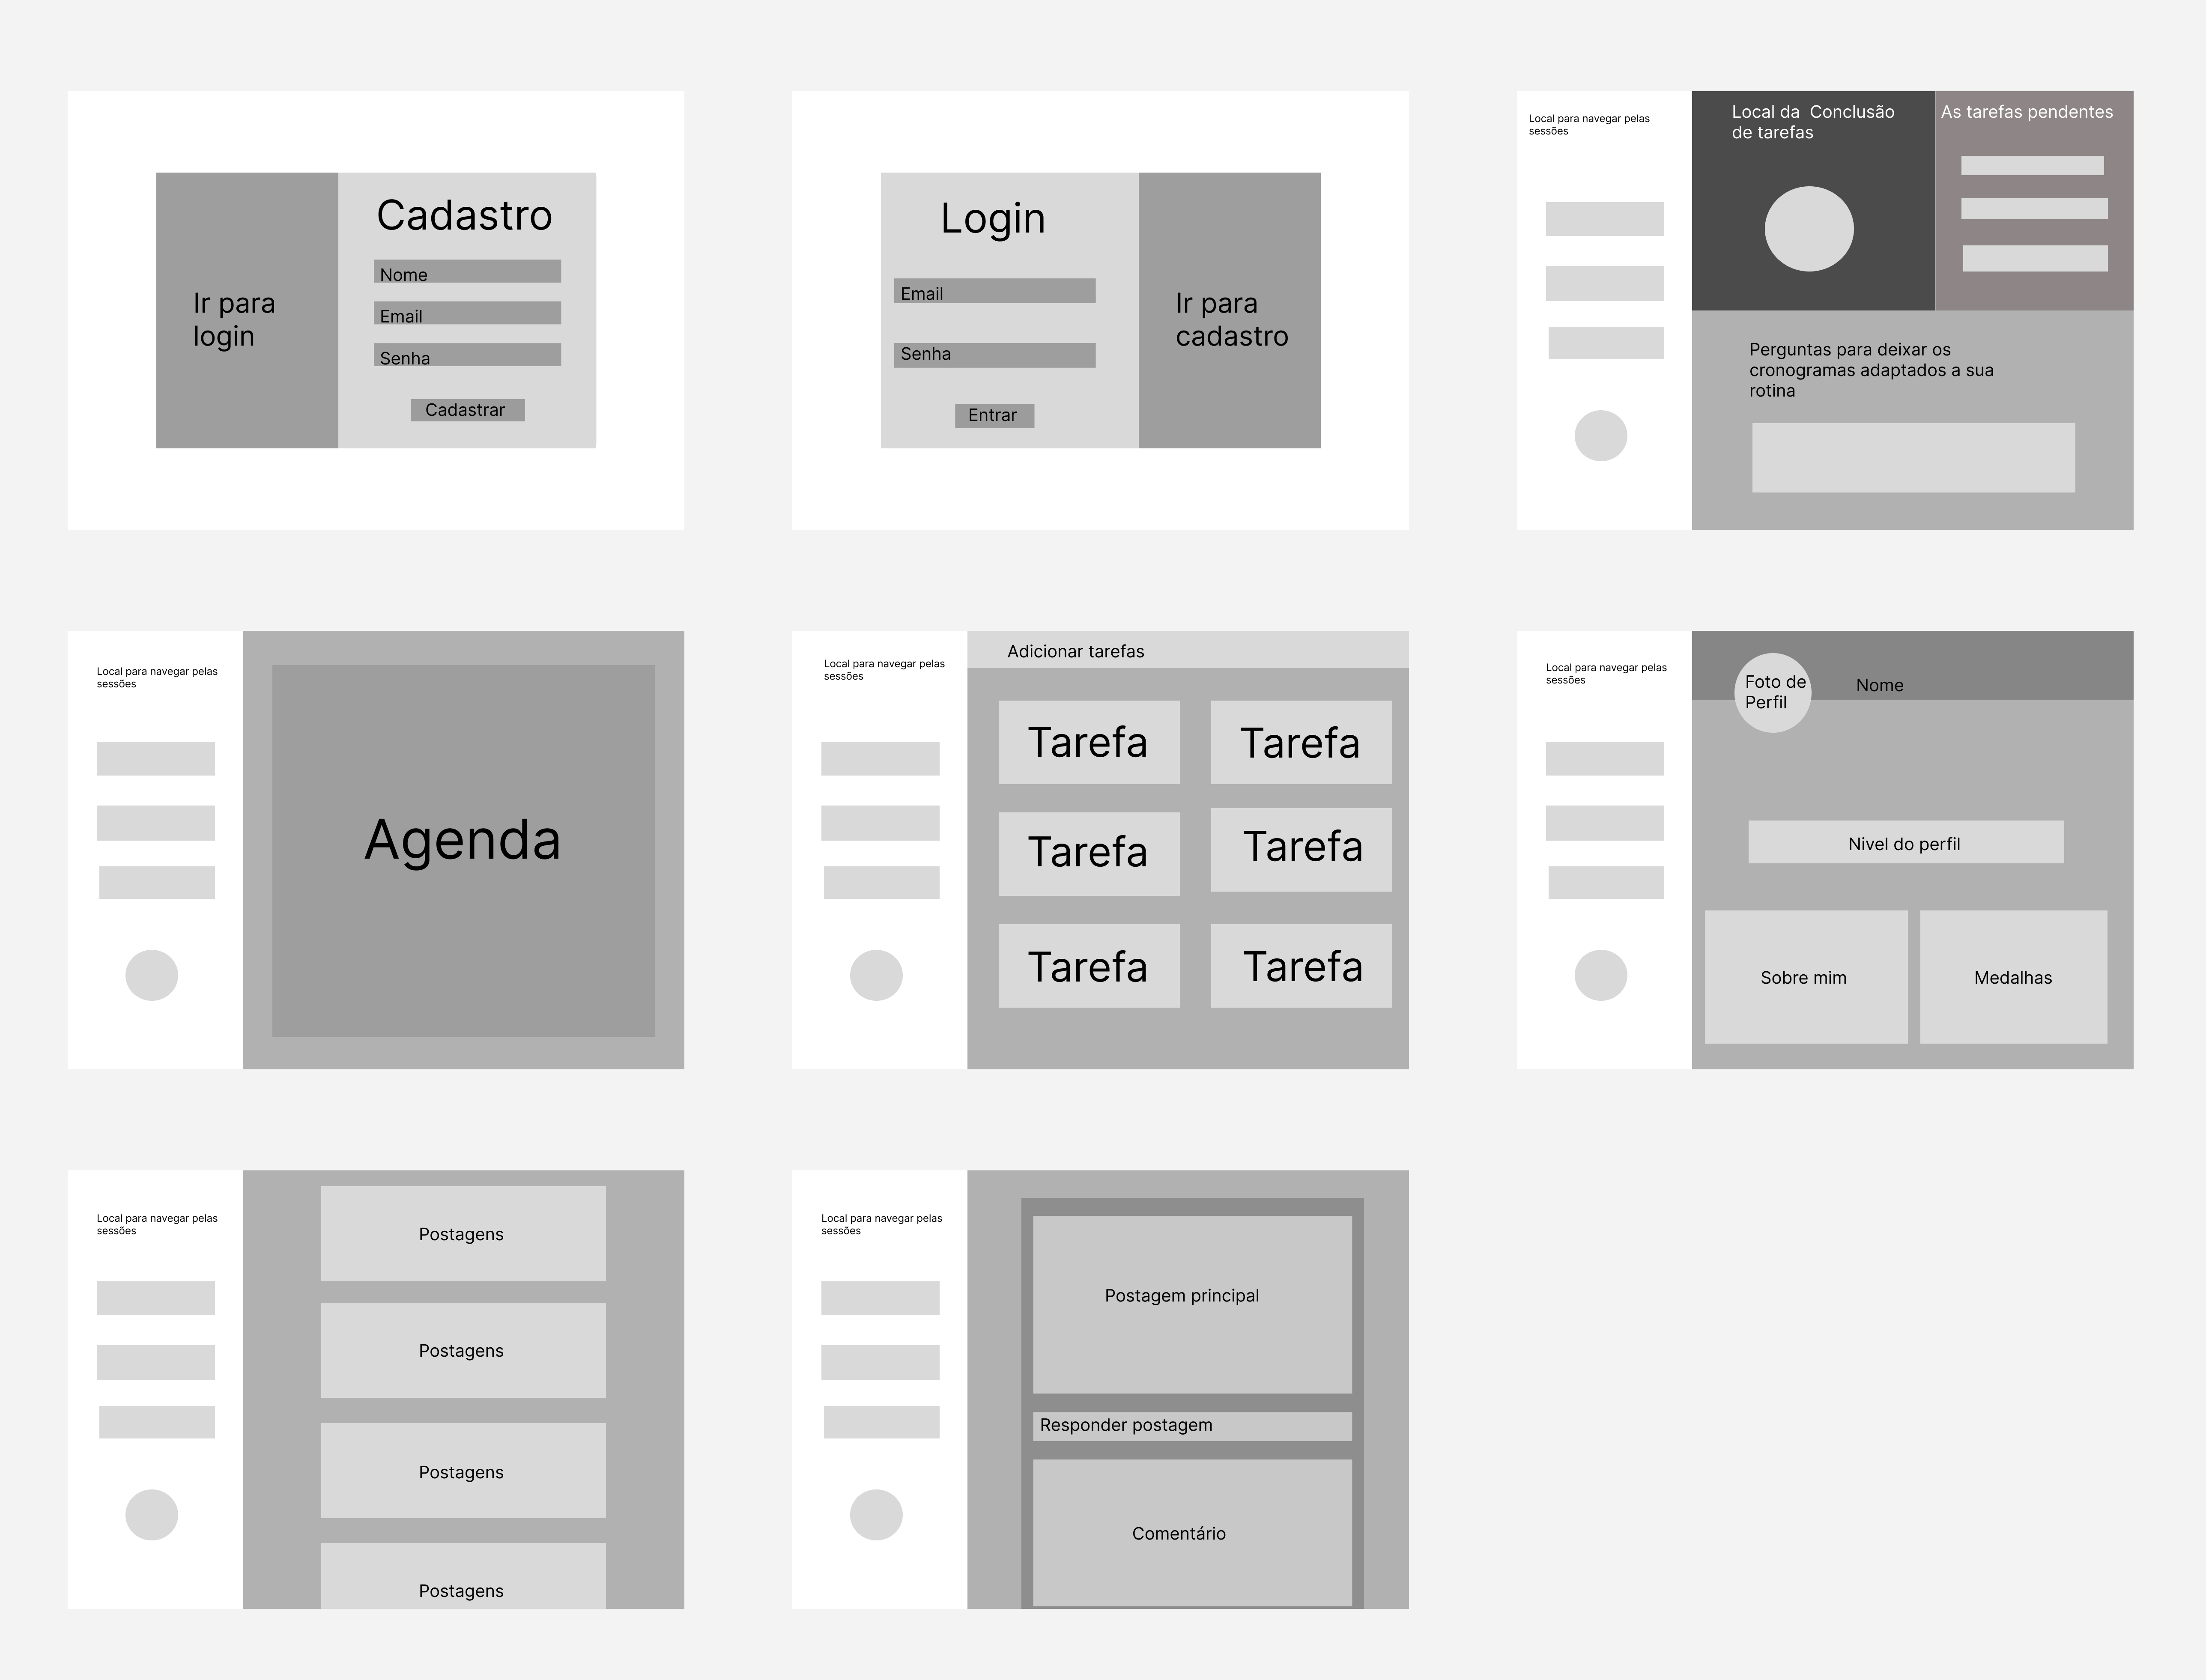 Cadastro
Nome
Email
Senha
Cadastrar
Ir para
login
Login
Email
Senha
Entrar
Ir para
cadastro
Local para navegar pelas
sessões
Local da  Conclusão
de tarefas
As tarefas pendentes
Perguntas para deixar os
cronogramas adaptados a sua
rotina
Local para navegar pelas
sessões
Agenda
Local para navegar pelas
sessões
Adicionar tarefas
Tarefa
Tarefa
Tarefa
Tarefa
Tarefa
Tarefa
Local para navegar pelas
sessões
Foto de
Perfil
Nome
Nivel do perfil
Sobre mim
Medalhas
Local para navegar pelas
sessões
Postagens
Postagens
Postagens
Postagens
Local para navegar pelas
sessões
Postagem principal
Responder postagem
Comentário